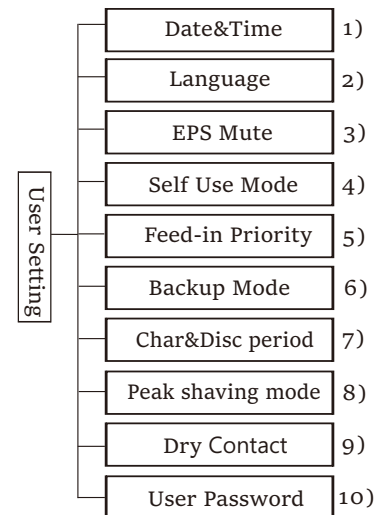 User Setting
Date&Time 1)
Language 2)
EPS Mute 3)
Self Use Mode 4)
Feed-in Priority 5)
Backup Mode 6)
Char&Disc period 7)
Peak shaving mode 8)
Dry Contact 9)
User Password 10)